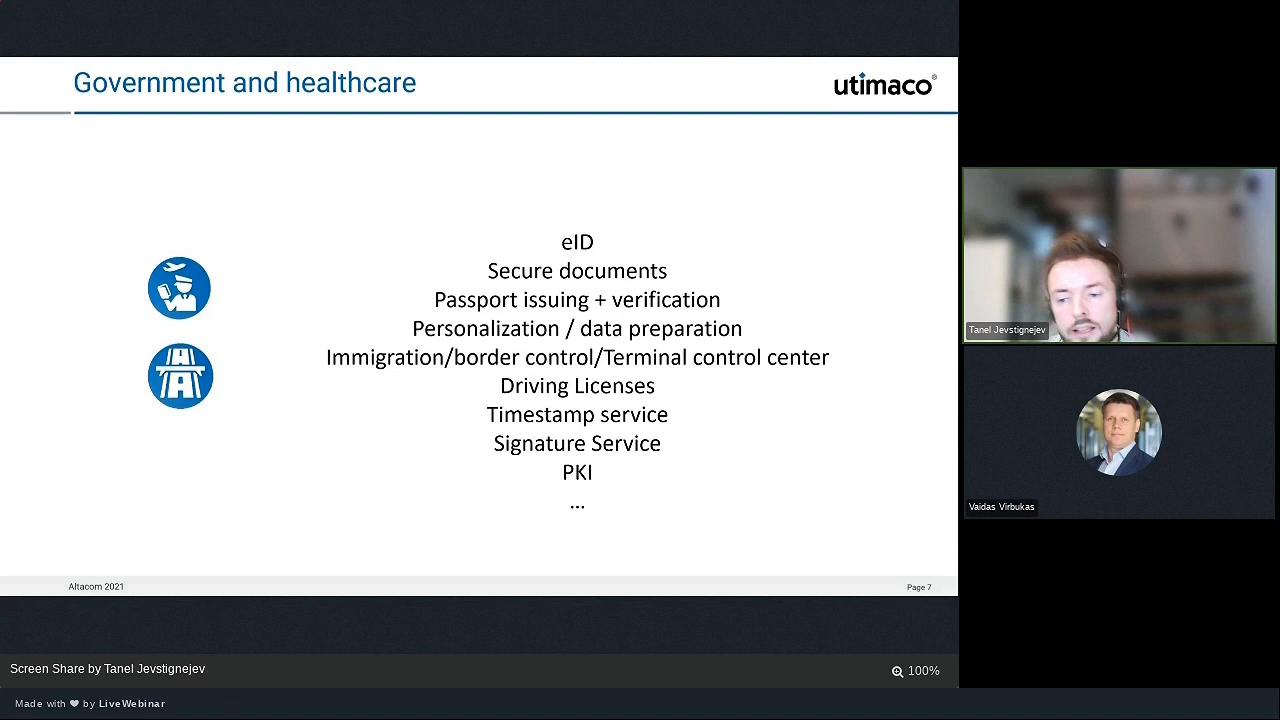 Government and healthcare
utimaco®
eID
Secure documents
Passport issuing + verification
Personalization / data preparation
Immigration/border control/Terminal control center
Driving Licenses
Timestamp service
Signature Service
PKI
...
Altacom 2021
Page 7
Tanel Jevstignejev
Vaidas Virbukas
Screen Share by Tanel Jevstignejev
100%
Made with ❤ by LiveWebinar